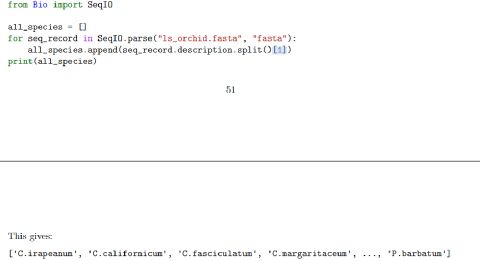 from Bio import SeqIO
all_species = []
for seq_record in SeqIO.parse("ls_orchid.fasta", "fasta"):
    all_species.append(seq_record.description.split()[1])
print(all_species)
51
This gives:
['C.irapeanum', 'C.californicum', 'C.fasciculatum', 'C.margaritaceum', ..., 'P.barbatum']